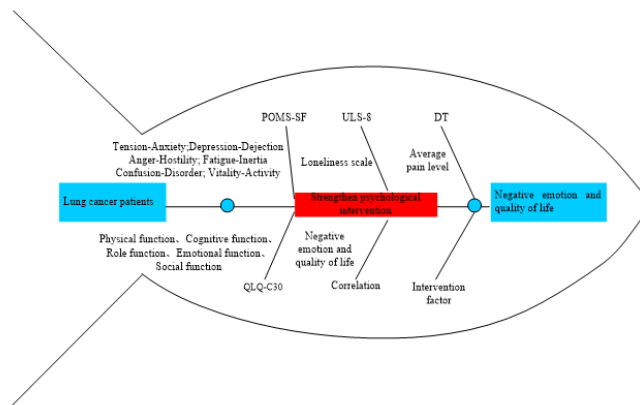 POMS-SF
ULS-8
DT
Tension-Anxiety;Depression-Dejection
Anger-Hostility; Fatigue-Inertia
Confusion-Disorder; Vitality-Activity
Loneliness scale
Average
pain level
Lung cancer patients
Strengthen psychological
intervention
Negative emotion and
quality of life
Physical function、Cognitive function、
Role function、Emotional function、
Social function
Negative
emotion and
quality of life
QLQ-C30
Correlation
Intervention
factor